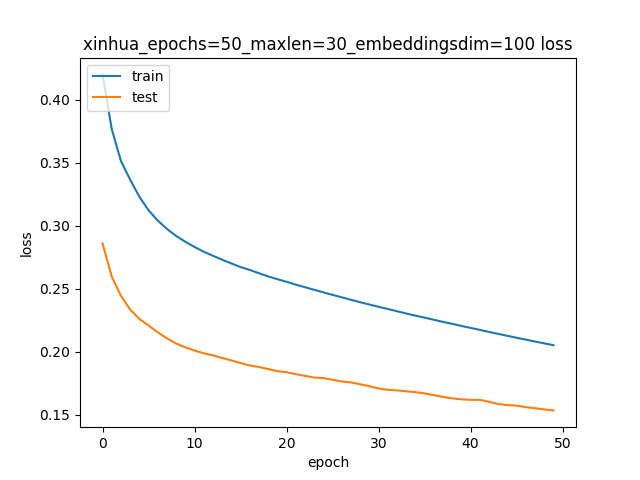 xinhua_epochs=50_maxlen=30_embeddingsdim=100 loss
train
test
0.40
0.35
0.30
0.25
0.20
0.15
loss
0 10 20 30 40 50
epoch